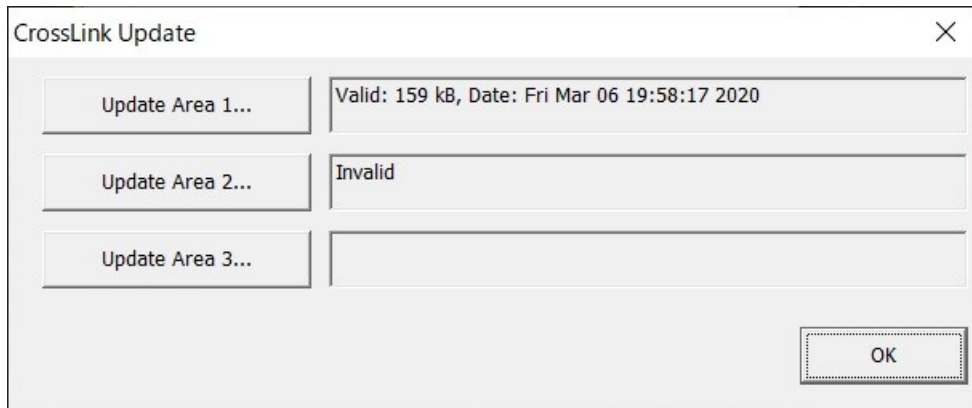 CrossLink Update
Update Area 1...
Valid: 159 kB, Date: Fri Mar 06 19:58:17 2020
Update Area 2...
Invalid
Update Area 3...
OK